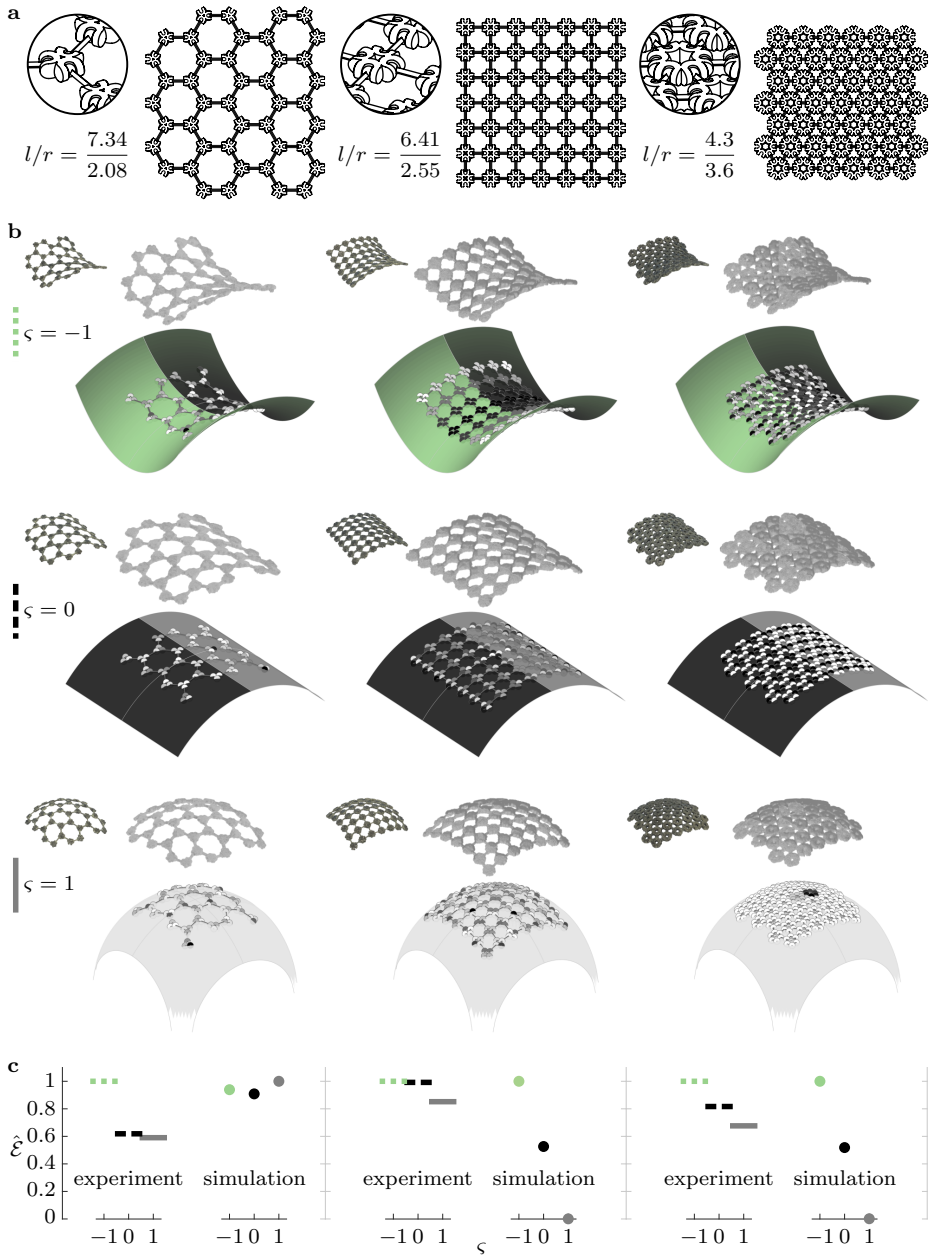 a
l/r = 7.34/2.08
l/r = 6.41/2.55
l/r = 4.3/3.6
b
ς = −1
ς = 0
ς = 1
c
1
0.8
0.6
0.4
0.2
0
Ê
experiment simulation experiment simulation experiment simulation
−1 0 1 −1 0 1 −1 0 1 −1 0 1 −1 0 1 −1 0 1
ς